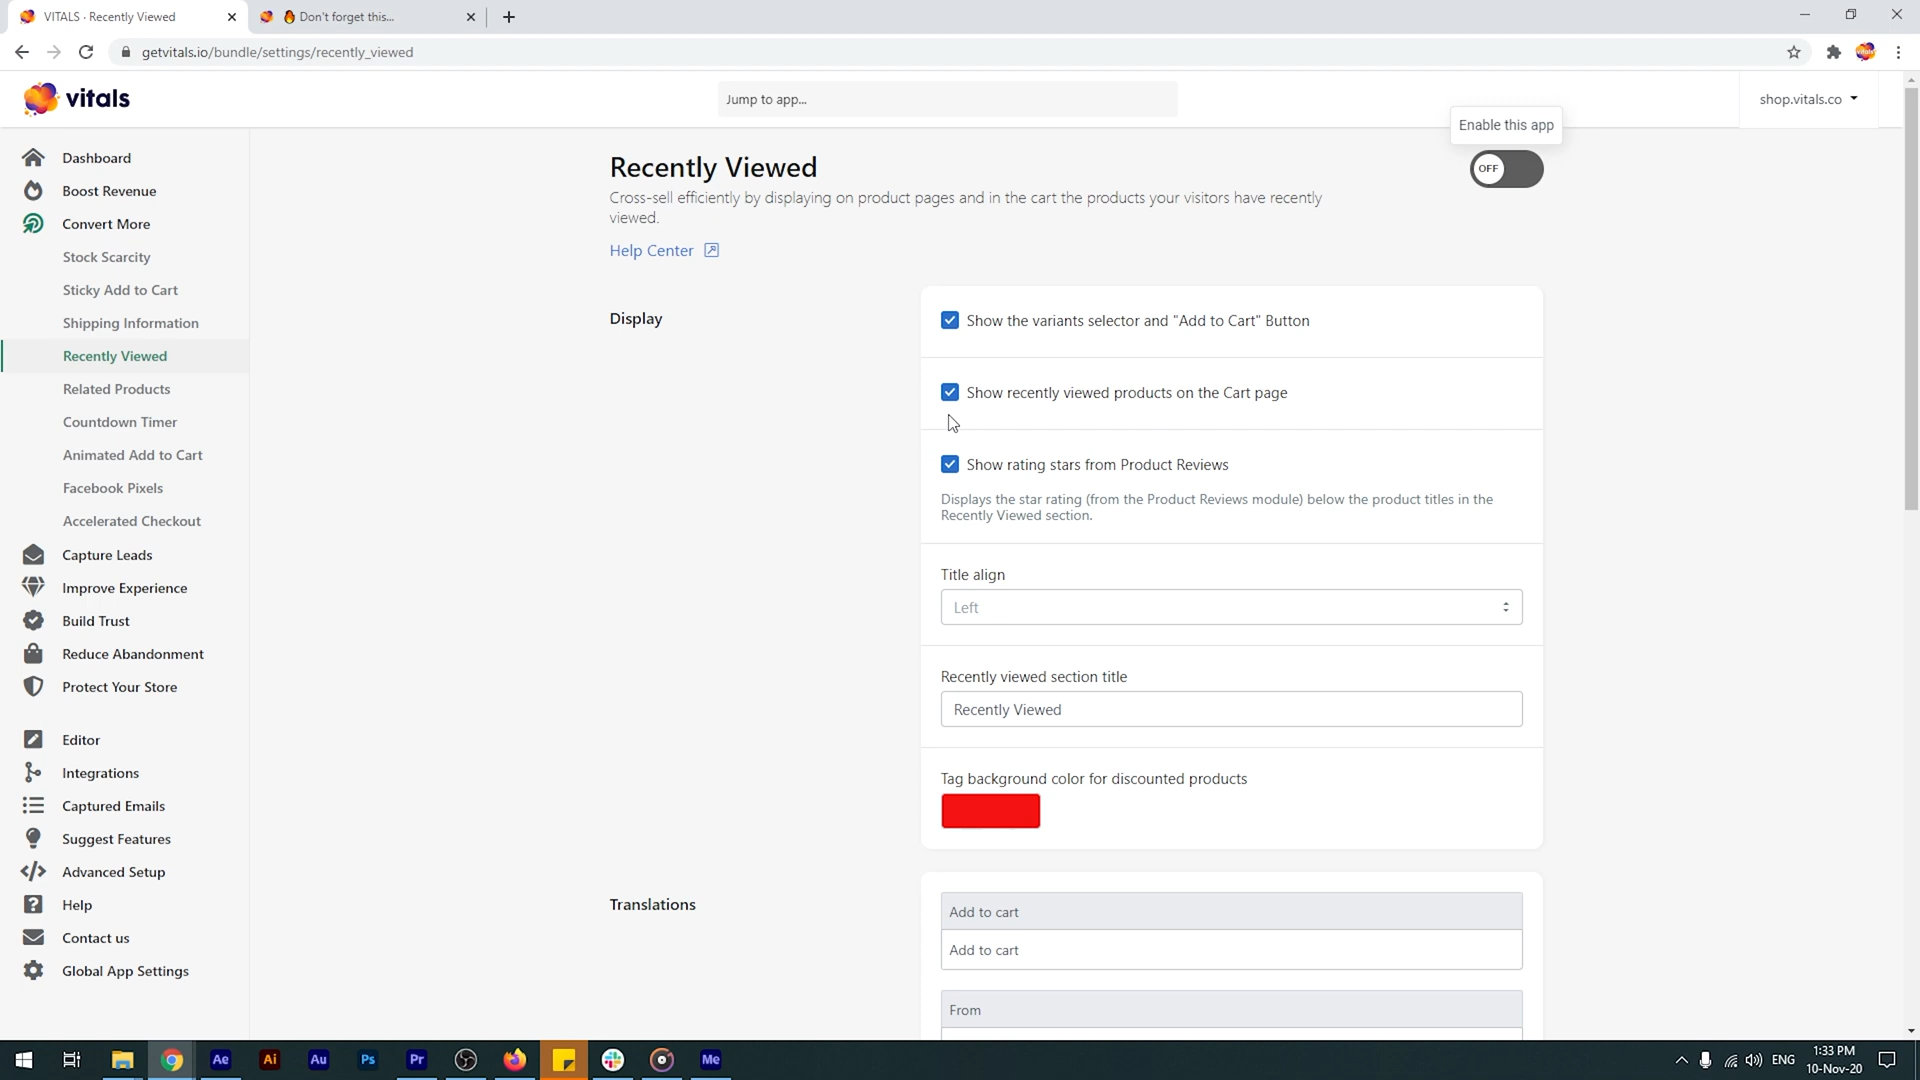 VITALS · Recently Viewed
Don't forget this...
getvitals.io/bundle/settings/recently_viewed
vitals
Jump to app...
shop.vitals.co
Enable this app
OFF
Dashboard
Boost Revenue
Convert More
Stock Scarcity
Sticky Add to Cart
Shipping Information
Recently Viewed
Related Products
Countdown Timer
Animated Add to Cart
Facebook Pixels
Accelerated Checkout
Capture Leads
Improve Experience
Build Trust
Reduce Abandonment
Protect Your Store
Editor
Integrations
Captured Emails
Suggest Features
Advanced Setup
Help
Contact us
Global App Settings
Recently Viewed
Cross-sell efficiently by displaying on product pages and in the cart the products your visitors have recently
viewed.
Help Center
Display
Show the variants selector and "Add to Cart" Button
Show recently viewed products on the Cart page
Show rating stars from Product Reviews
Displays the star rating (from the Product Reviews module) below the product titles in the
Recently Viewed section.
Title align
Left
Recently viewed section title
Recently Viewed
Tag background color for discounted products
Translations
Add to cart
Add to cart
From
Ae
Ai
Au
Ps
Pr
Me
ENG
1:33 PM
10-Nov-20